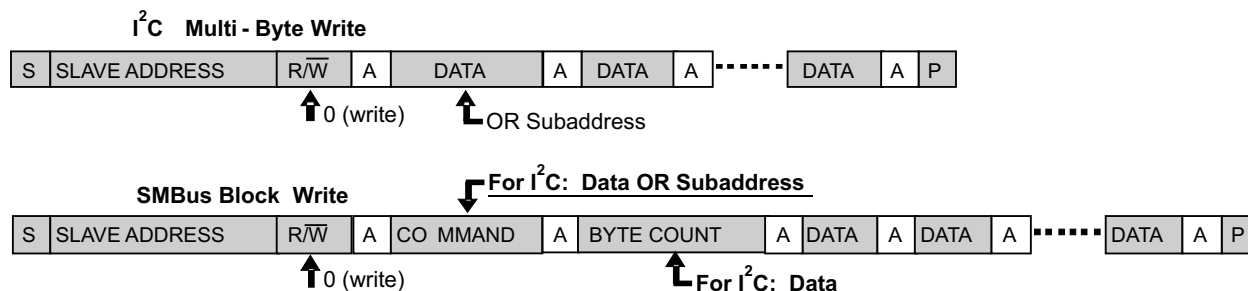 I²C Multi - Byte Write
S SLAVE ADDRESS R/W̅ A DATA A DATA A DATA A P
0 (write) OR Subaddress
For I²C: Data OR Subaddress
SMBus Block Write
S SLAVE ADDRESS R/W̅ A CO MMAND A BYTE COUNT A DATA A DATA A DATA A P
0 (write) For I²C: Data